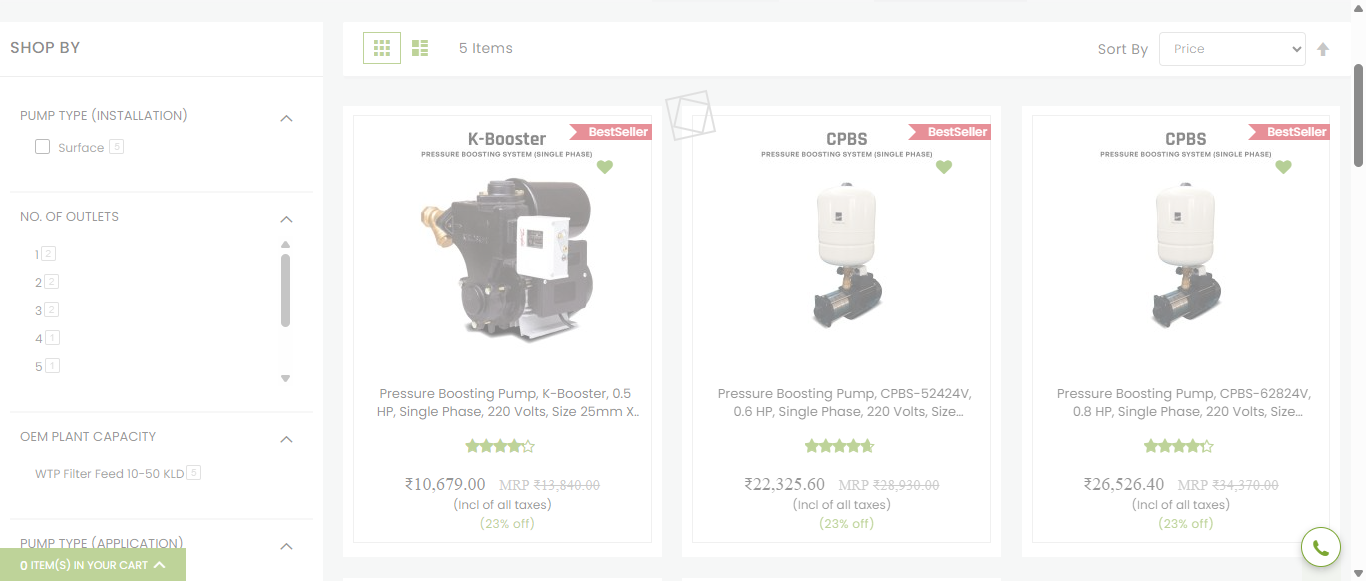 SHOP BY
5 Items
Sort By
Price
PUMP TYPE (INSTALLATION)
Surface 5
NO. OF OUTLETS
1 2
2 2
3 2
4 1
5 1
OEM PLANT CAPACITY
WTP Filter Feed 10-50 KLD 5
PUMP TYPE (APPLICATION)
0 ITEM(S) IN YOUR CART
BestSeller
K-Booster
PRESSURE BOOSTING SYSTEM (SINGLE PHASE)
Pressure Boosting Pump, K-Booster, 0.5
HP, Single Phase, 220 Volts, Size 25mm X..
₹10,679.00 MRP ₹13,840.00
(Incl of all taxes)
(23% off)
BestSeller
CPBS
PRESSURE BOOSTING SYSTEM (SINGLE PHASE)
Pressure Boosting Pump, CPBS-52424V,
0.6 HP, Single Phase, 220 Volts, Size...
₹22,325.60 MRP ₹28,930.00
(Incl of all taxes)
(23% off)
BestSeller
CPBS
PRESSURE BOOSTING SYSTEM (SINGLE PHASE)
Pressure Boosting Pump, CPBS-62824V,
0.8 HP, Single Phase, 220 Volts, Size...
₹26,526.40 MRP ₹34,370.00
(Incl of all taxes)
(23% off)